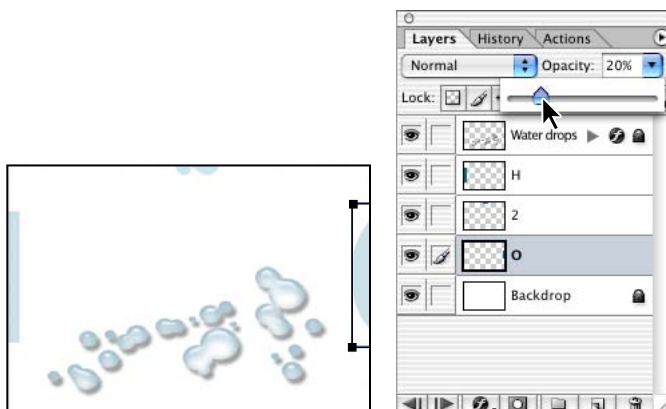 Layers History Actions
Normal Opacity: 20%
Lock:
Water drops
H
2
O
Backdrop